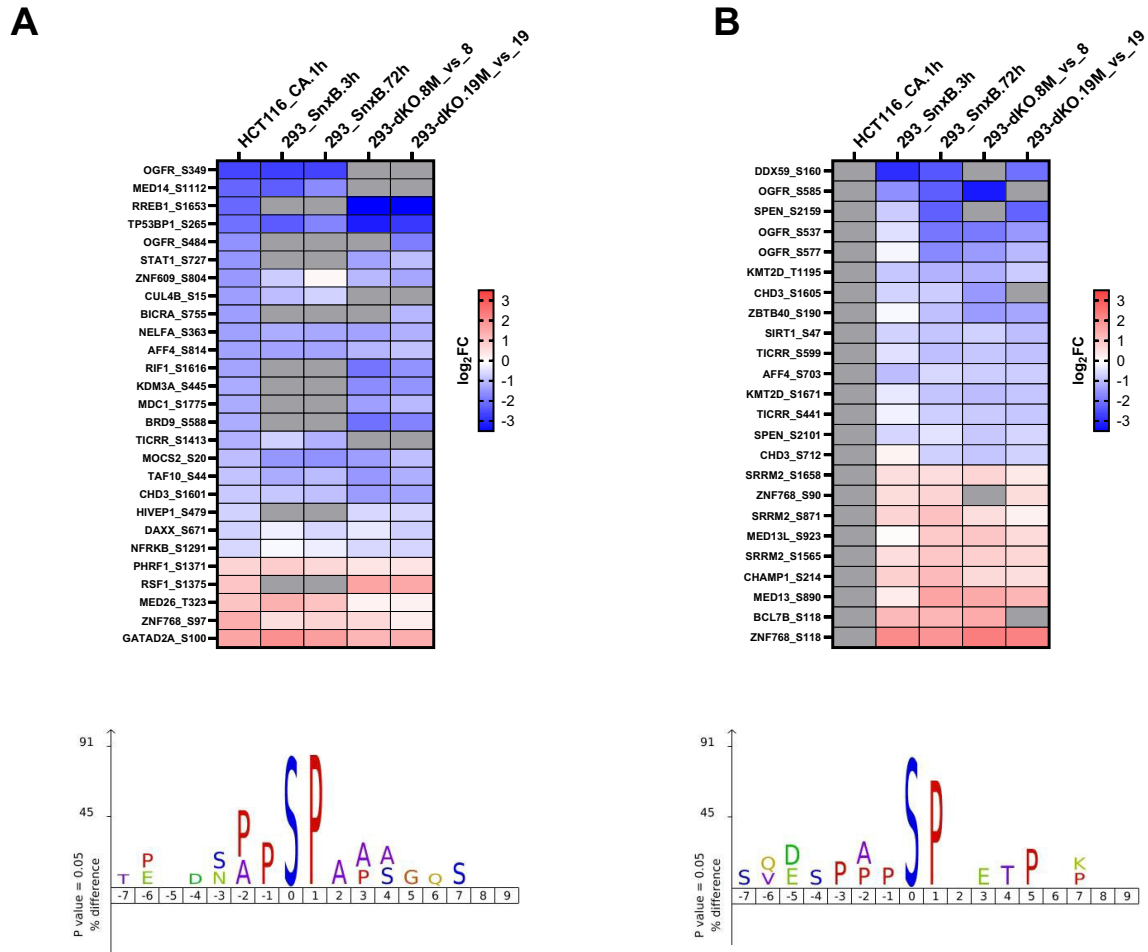 A
HCT116_CA.1h
293_SnxB.3h
293_SnxB.72h
293-dKO.8M_vs_8
293-dKO.19M_vs_19
OGFR_S349
MED14_S1112
RREB1_S1653
TP53BP1_S265
OGFR_S484
STAT1_S727
ZNF609_S804
CUL4B_S15
BICRA_S755
NELFA_S363
AFF4_S814
RIF1_S1616
KDM3A_S445
MDC1_S1775
BRD9_S588
TICRR_S1413
MOCS2_S20
TAF10_S44
CHD3_S1601
HIVEP1_S479
DAXX_S671
NFRKB_S1291
PHRF1_S1371
RSF1_S1375
MED26_T323
ZNF768_S97
GATAD2A_S100
3
2
1
0
-1
-2
-3
log2FC
91
45
P value = 0.05
% difference
T
P
E
D
S
N
P
A
P
S
P
A
A
P
A
S
G
Q
S
-7 -6 -5 -4 -3 -2 -1 0 1 2 3 4 5 6 7 8 9
B
HCT116_CA.1h
293_SnxB.3h
293_SnxB.72h
293-dKO.8M_vs_8
293-dKO.19M_vs_19
DDX59_S160
OGFR_S585
SPEN_S2159
OGFR_S537
OGFR_S577
KMT2D_T1195
CHD3_S1605
ZBTB40_S190
SIRT1_S47
TICRR_S599
AFF4_S703
KMT2D_S1671
TICRR_S441
SPEN_S2101
CHD3_S712
SRRM2_S1658
ZNF768_S90
SRRM2_S871
MED13L_S923
SRRM2_S1565
CHAMP1_S214
MED13_S890
BCL7B_S118
ZNF768_S118
3
2
1
0
-1
-2
-3
log2FC
91
45
P value = 0.05
% difference
S
Q
V
D
E
S
P
A
P
P
S
P
E
T
P
K
P
-7 -6 -5 -4 -3 -2 -1 0 1 2 3 4 5 6 7 8 9